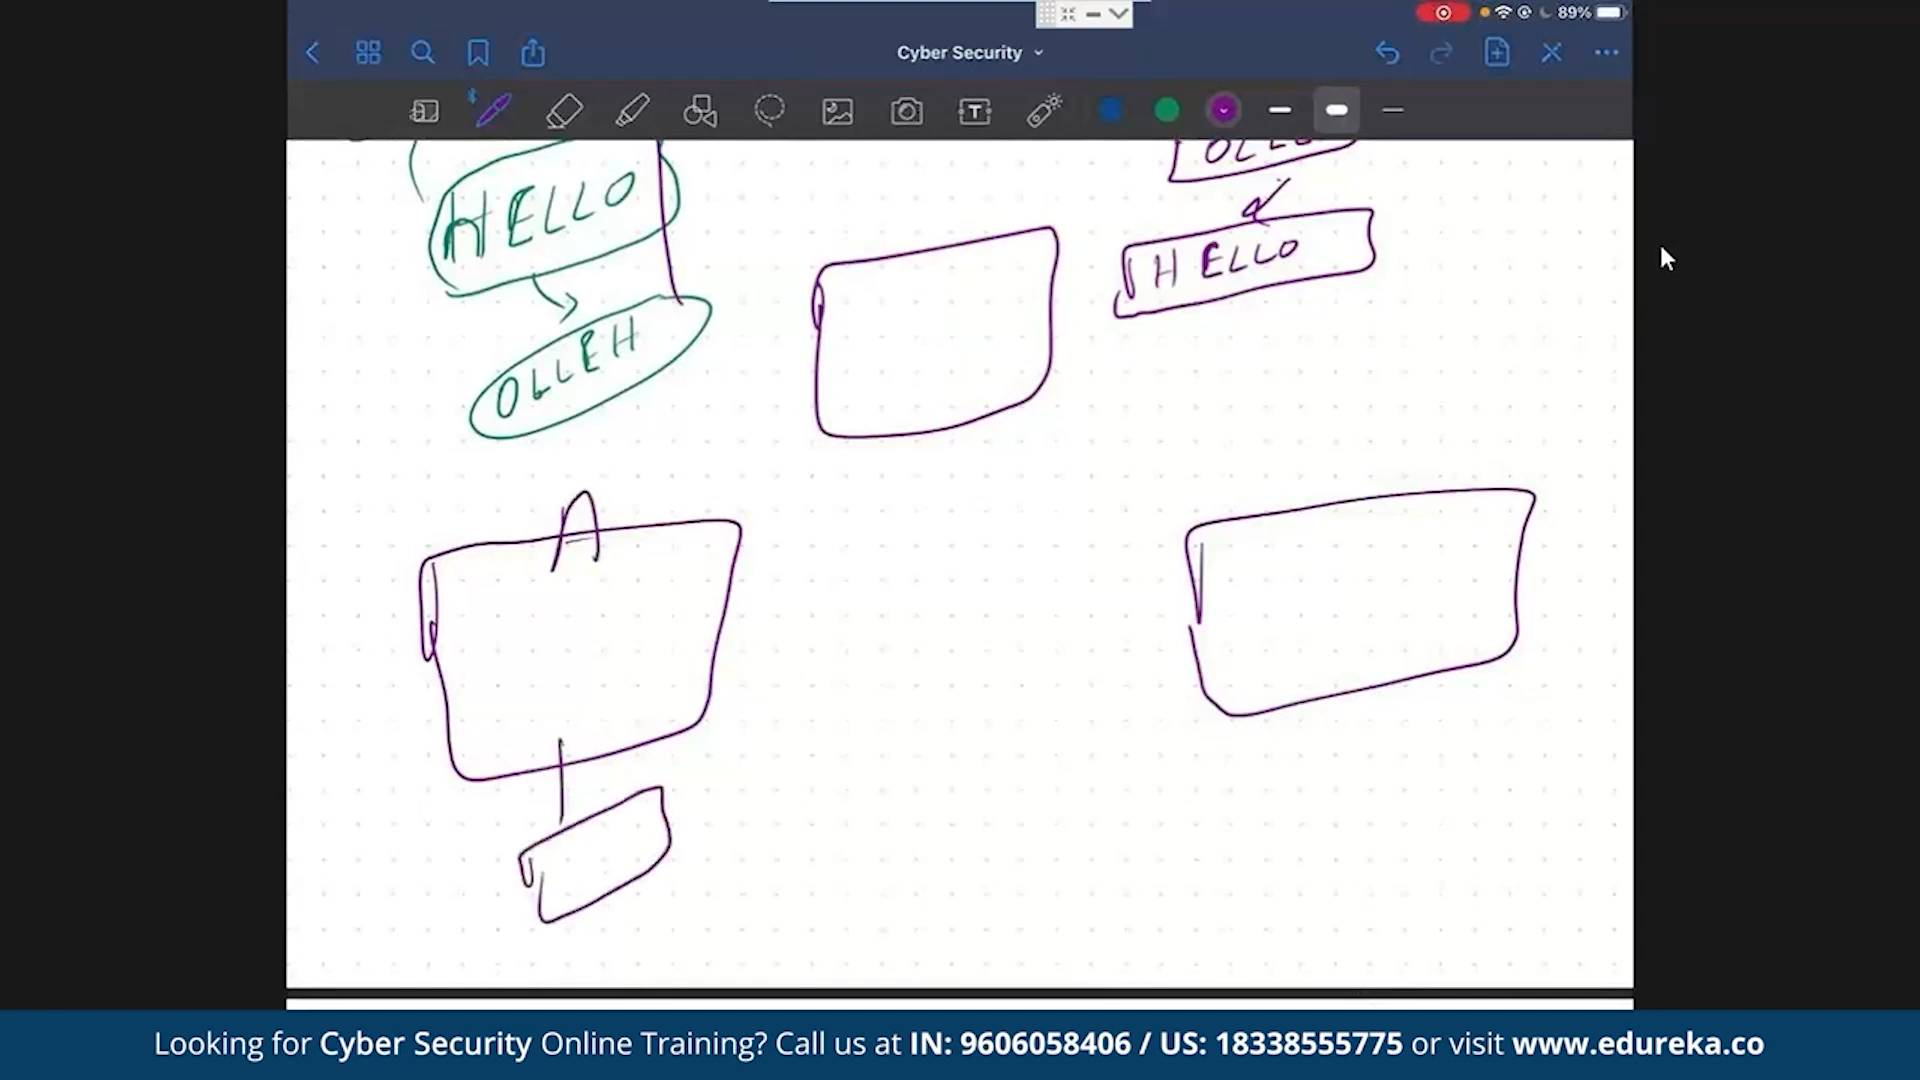 89%
Cyber Security
T
HELLO
HELLO
OLLEH
A
Looking for Cyber Security Online Training? Call us at IN: 9606058406 / US: 18338555775 or visit www.edureka.co